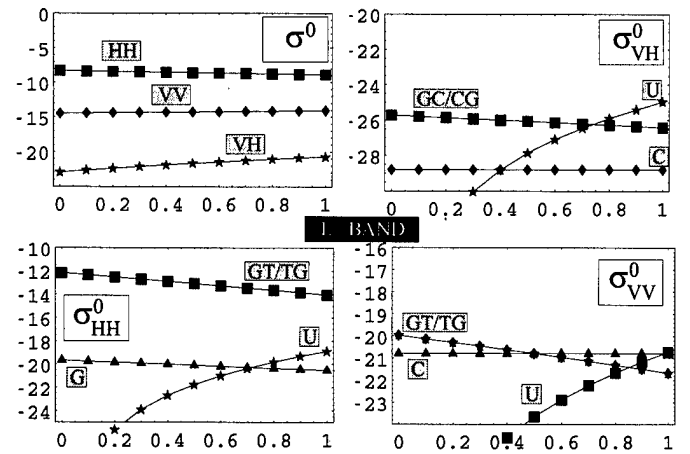 0
-5
-10
-15
-20
HH
VV
VH
σ⁰
0 0.2 0.4 0.6 0.8 1
-20
-22
-24
-26
-28
GC/CG
U
C
σ⁰VH
0 0.2 0.4 0.6 0.8 1
L BAND
-10
-12
-14
-16
-18
-20
-22
-24
GT/TG
σ⁰HH
U
G
0 0.2 0.4 0.6 0.8 1
-16
-17
-18
-19
-20
-21
-22
-23
GT/TG
C
U
σ⁰VV
0 0.2 0.4 0.6 0.8 1